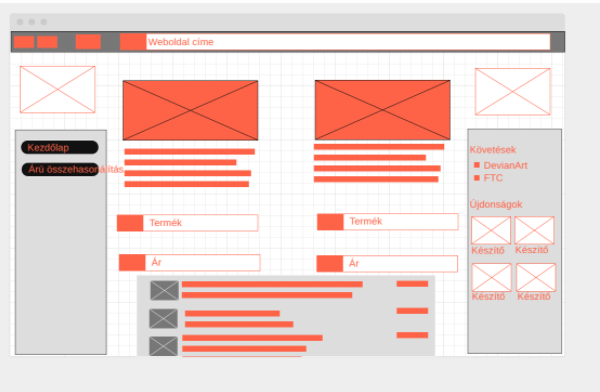 Weboldal címe
Kezdőlap
Árú összehasonlítás
Termék
Ár
Termék
Ár
Követések
DevianArt
FTC
Újdonságok
Készítő
Készítő
Készítő
Készítő